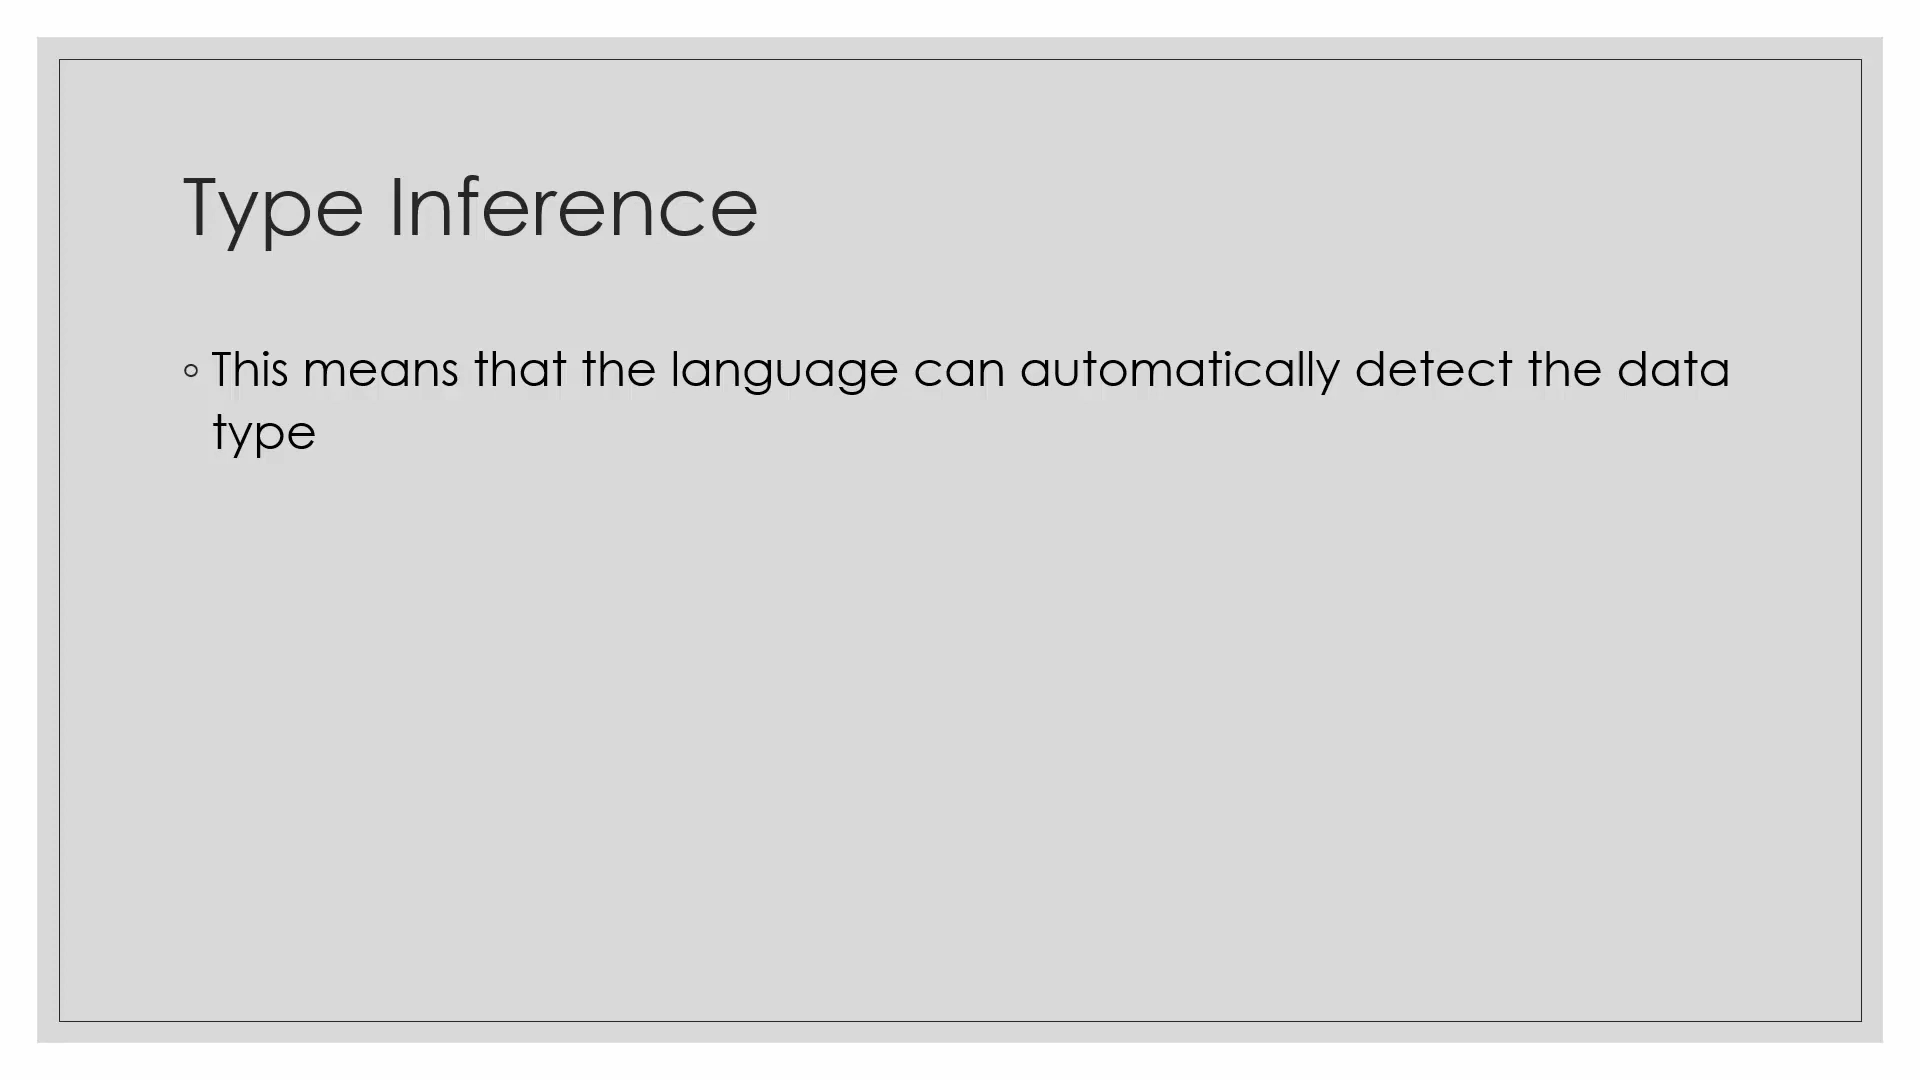 Type Inference
◦ This means that the language can automatically detect the data
type